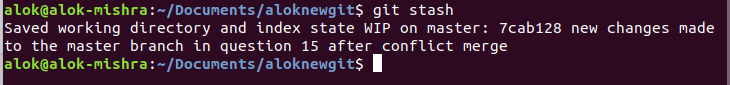 alok@alok-mishra:~/Documents/aloknewgit$ git stash
Saved working directory and index state WIP on master: 7cab128 new changes made
to the master branch in question 15 after conflict merge
alok@alok-mishra:~/Documents/aloknewgit$